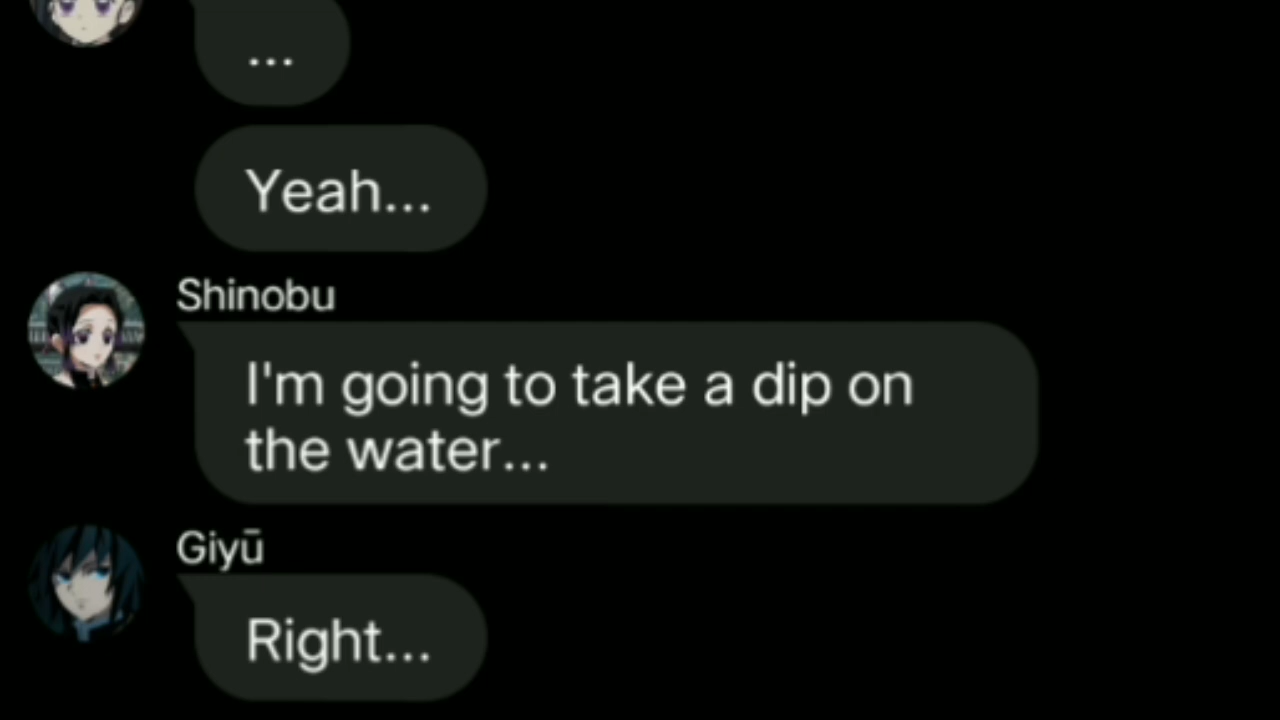 ...
Yeah...
Shinobu
I'm going to take a dip on
the water...
Giyū
Right...